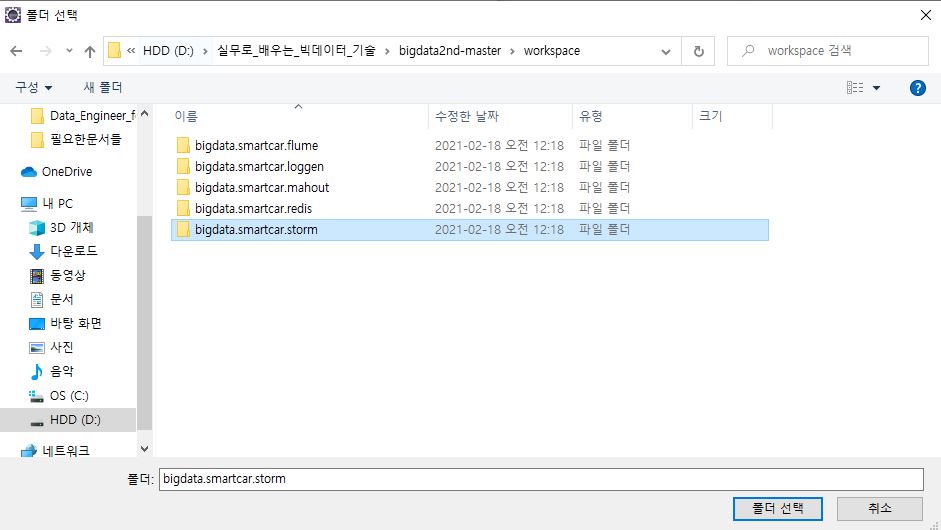 폴더 선택
« HDD (D:) › 실무로_배우는_빅데이터_기술 › bigdata2nd-master › workspace
workspace 검색
구성 새 폴더
이름 수정한 날짜 유형 크기
Data_Engineer_f
필요한문서들
OneDrive
내 PC
3D 개체
다운로드
동영상
문서
바탕 화면
사진
음악
OS (C:)
HDD (D:)
네트워크
bigdata.smartcar.flume 2021-02-18 오전 12:18 파일 폴더
bigdata.smartcar.loggen 2021-02-18 오전 12:18 파일 폴더
bigdata.smartcar.mahout 2021-02-18 오전 12:18 파일 폴더
bigdata.smartcar.redis 2021-02-18 오전 12:18 파일 폴더
bigdata.smartcar.storm 2021-02-18 오전 12:18 파일 폴더
폴더: bigdata.smartcar.storm
폴더 선택 취소